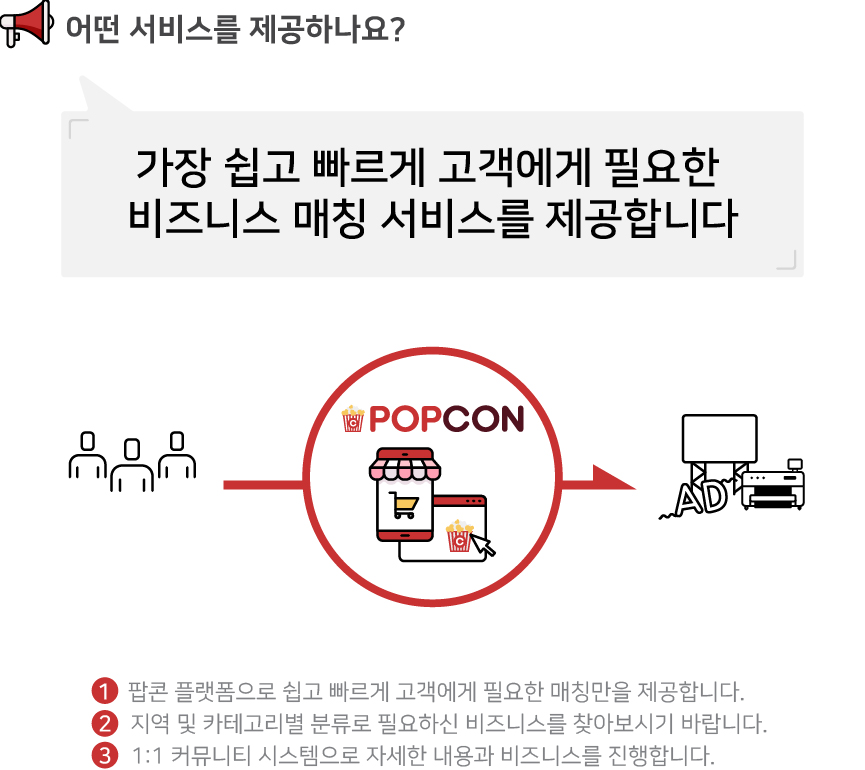 어떤 서비스를 제공하나요?
가장 쉽고 빠르게 고객에게 필요한
비즈니스 매칭 서비스를 제공합니다
POPCON
C
C
AD
1 팝콘 플랫폼으로 쉽고 빠르게 고객에게 필요한 매칭만을 제공합니다.
2 지역 및 카테고리별 분류로 필요하신 비즈니스를 찾아보시기 바랍니다.
3 1:1 커뮤니티 시스템으로 자세한 내용과 비즈니스를 진행합니다.